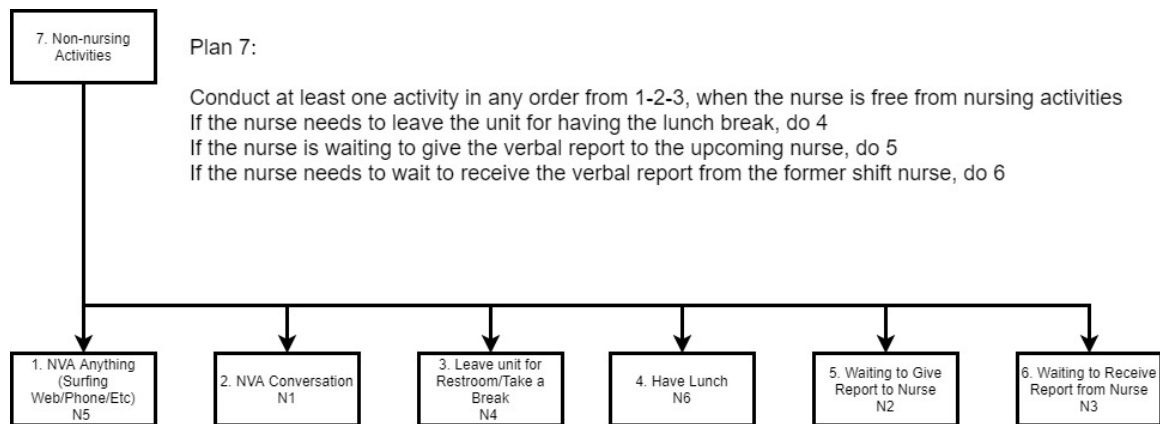 7. Non-nursing
Activities
Plan 7:
Conduct at least one activity in any order from 1-2-3, when the nurse is free from nursing activities
If the nurse needs to leave the unit for having the lunch break, do 4
If the nurse is waiting to give the verbal report to the upcoming nurse, do 5
If the nurse needs to wait to receive the verbal report from the former shift nurse, do 6
1. NVA Anything
(Surfing
Web/Phone/Etc)
N5
2. NVA Conversation
N1
3. Leave unit for
Restroom/Take a
Break
N4
4. Have Lunch
N6
5. Waiting to Give
Report to Nurse
N2
6. Waiting to Receive
Report from Nurse
N3